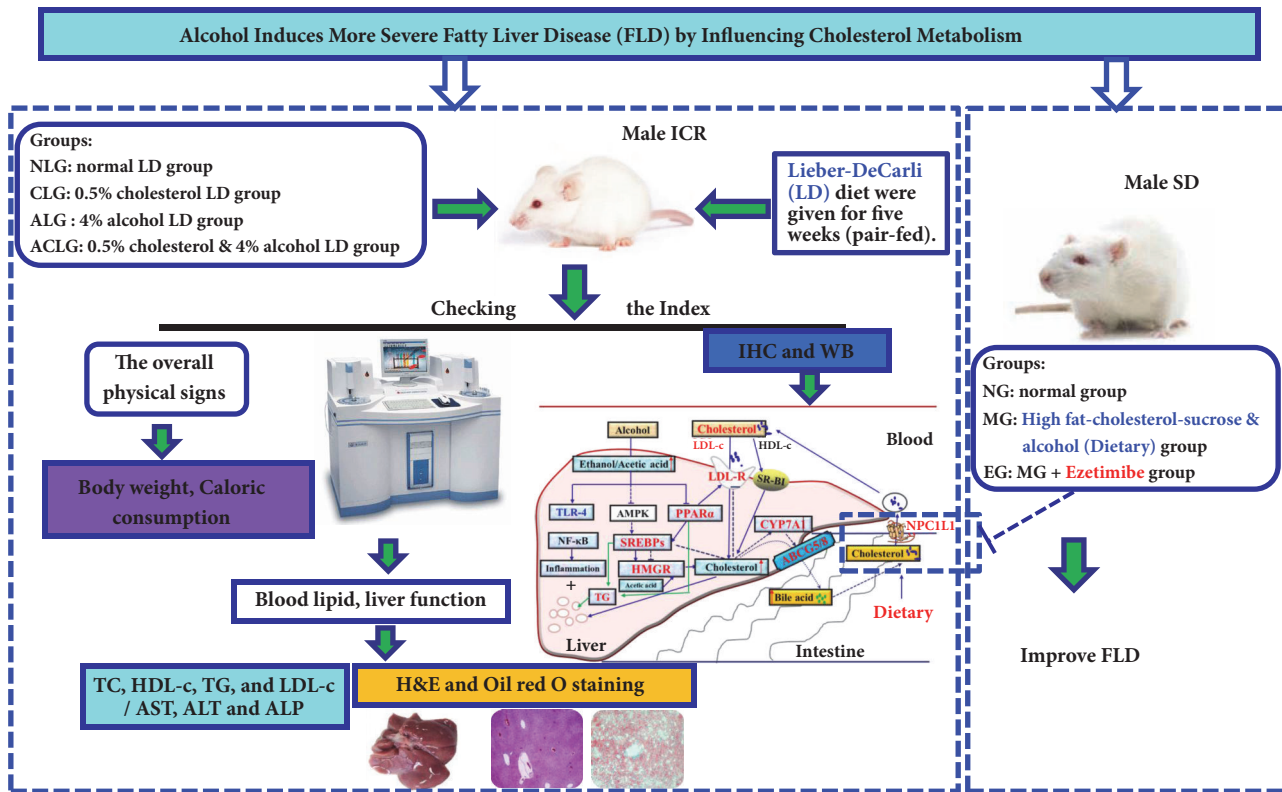 Alcohol Induces More Severe Fatty Liver Disease (FLD) by Influencing Cholesterol Metabolism
Groups:
NLG: normal LD group
CLG: 0.5% cholesterol LD group
ALG : 4% alcohol LD group
ACLG: 0.5% cholesterol & 4% alcohol LD group
Male ICR
Lieber-DeCarli
(LD) diet were
given for five
weeks (pair-fed).
Checking the Index
The overall
physical signs
Body weight, Caloric
consumption
IHC and WB
Blood
Alcohol
Ethanol/Acetic acid
TLR-4
NF-κB
Inflammation
+
AMPK
PPARα
SREBPs
HMGR
Acetic acid
TG
Cholesterol
LDL-c
HDL-c
LDL-R
SR-BI
CYP7A1
Cholesterol
ABCG5/8
Bile acid
NPC1L1
Cholesterol
Dietary
Liver
Intestine
Blood lipid, liver function
TC, HDL-c, TG, and LDL-c
/ AST, ALT and ALP
H&E and Oil red O staining
Male SD
Groups:
NG: normal group
MG: High fat-cholesterol-sucrose &
alcohol (Dietary) group
EG: MG + Ezetimibe group
Improve FLD